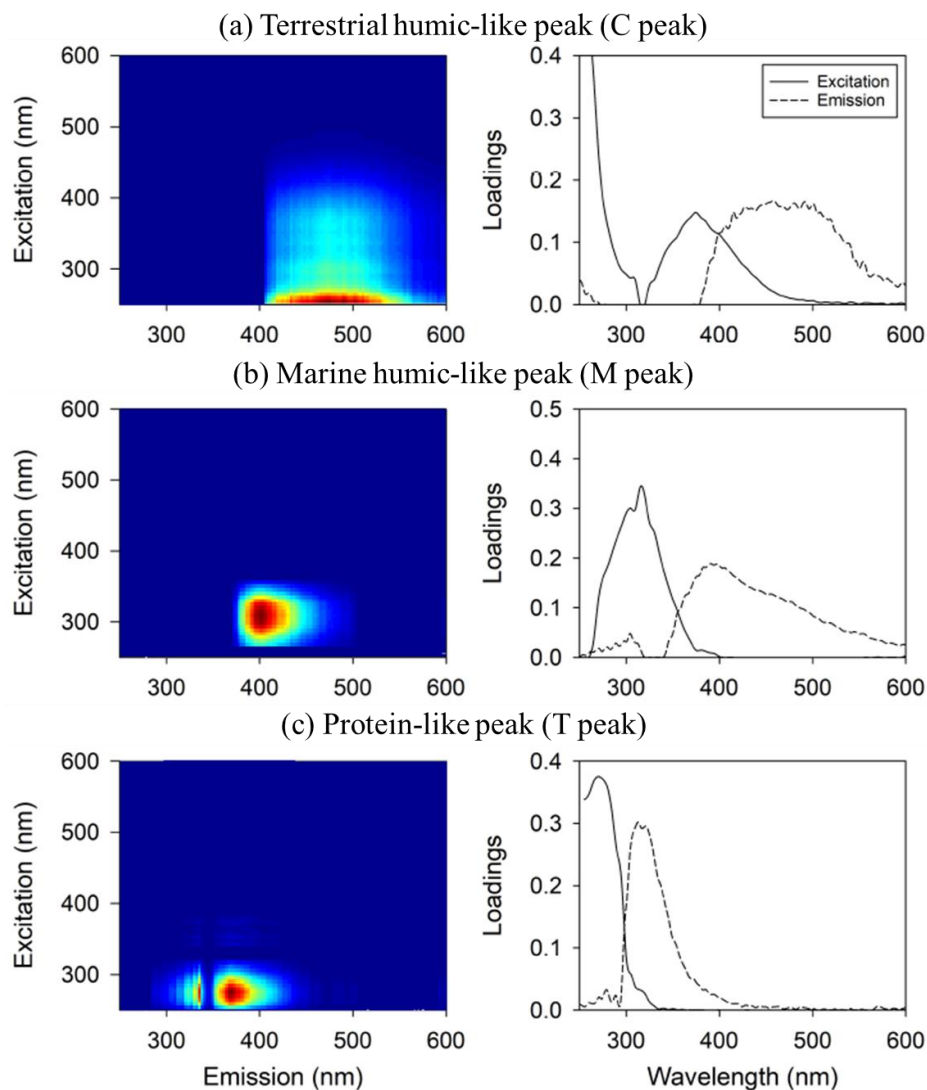 (a) Terrestrial humic-like peak (C peak)
600
500
400
300
Excitation (nm)
300 400 500 600
0.4
0.3
0.2
0.1
0.0
Loadings
Excitation
Emission
300 400 500 600
(b) Marine humic-like peak (M peak)
600
500
400
300
Excitation (nm)
300 400 500 600
0.5
0.4
0.3
0.2
0.1
0.0
Loadings
300 400 500 600
(c) Protein-like peak (T peak)
600
500
400
300
Excitation (nm)
300 400 500 600
Emission (nm)
0.4
0.3
0.2
0.1
0.0
Loadings
300 400 500 600
Wavelength (nm)